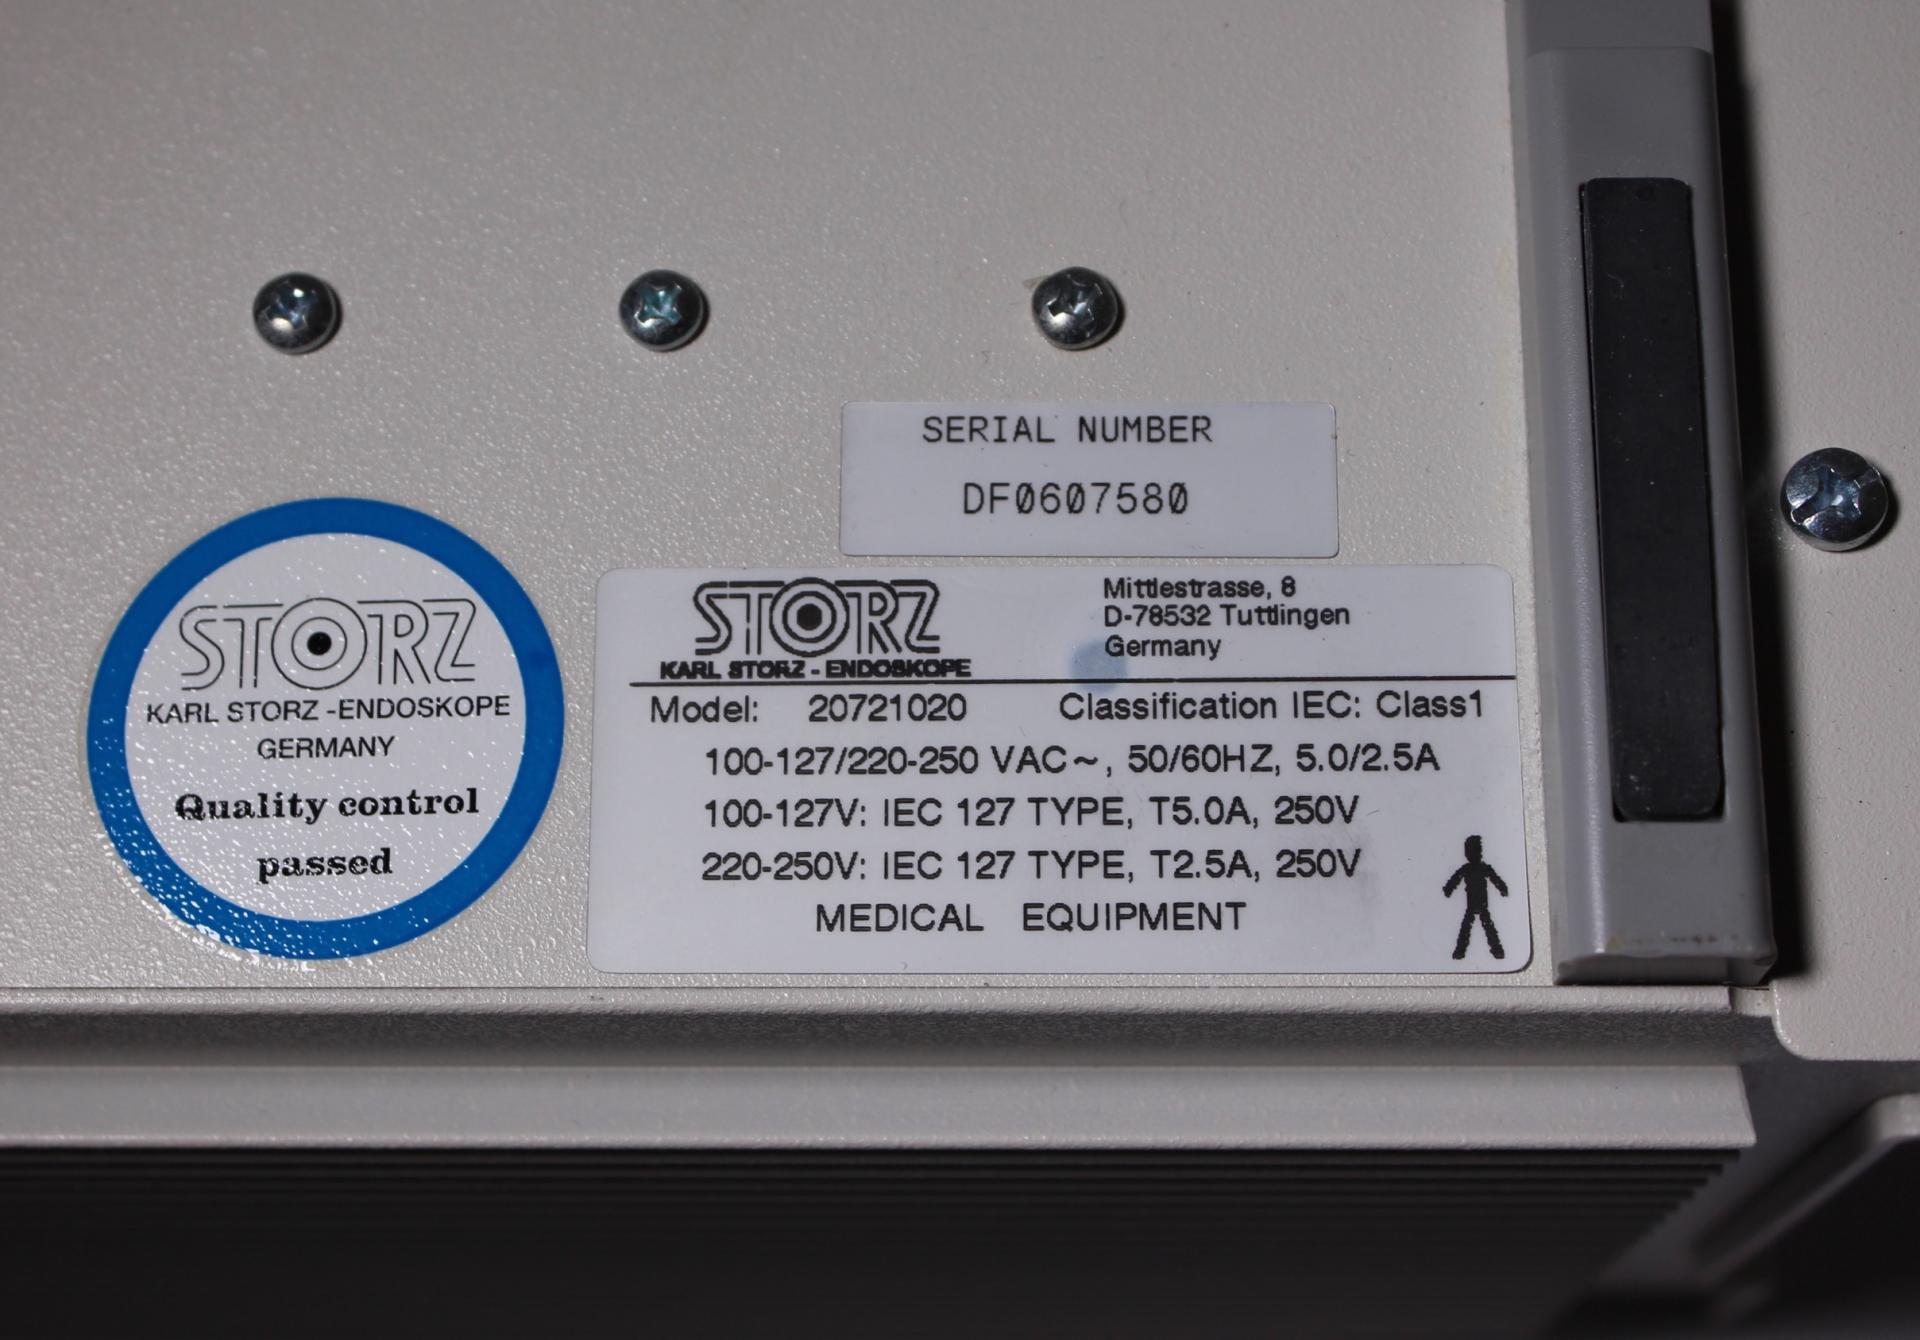 SERIAL NUMBER
DF0607580
STORZ
KARL STORZ -ENDOSKOPE
GERMANY
Quality control
passed
STORZ
KARL STORZ - ENDOSKOPE
Mittlestrasse, 8
D-78532 Tuttlingen
Germany
Model: 20721020 Classification IEC: Class1
100-127/220-250 VAC~, 50/60HZ, 5.0/2.5A
100-127V: IEC 127 TYPE, T5.0A, 250V
220-250V: IEC 127 TYPE, T2.5A, 250V
MEDICAL EQUIPMENT